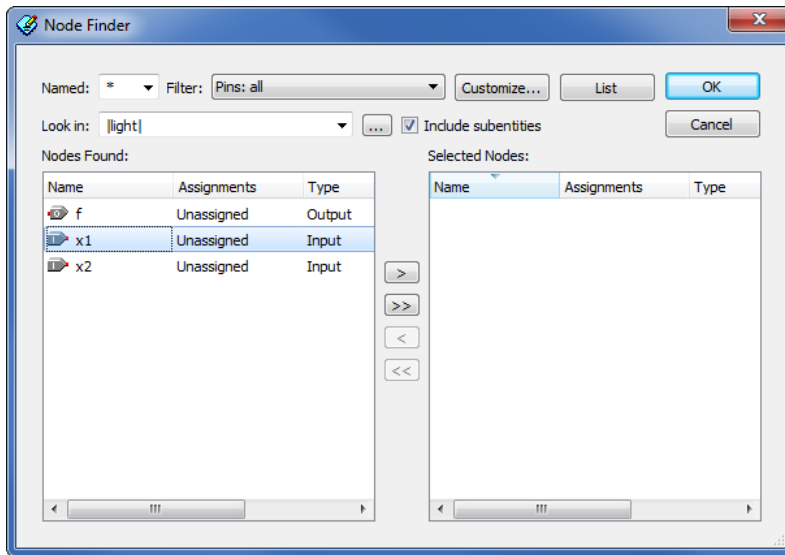 Node Finder
Named: * Filter: Pins: all Customize... List OK
Look in: |light| ... Include subentities Cancel
Nodes Found: Selected Nodes:
Name Assignments Type Name Assignments Type
f Unassigned Output
x1 Unassigned Input
x2 Unassigned Input
>
>>
<
<<